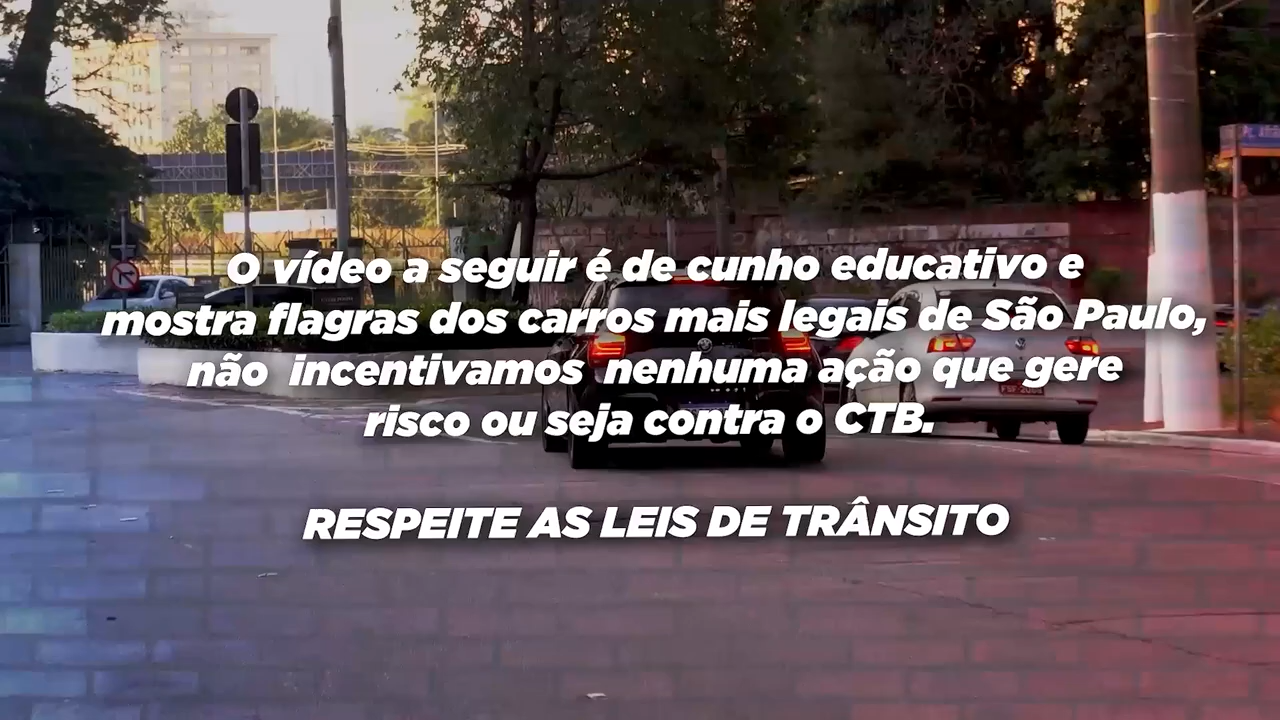 O vídeo a seguir é de cunho educativo e
mostra flagras dos carros mais legais de São Paulo,
não incentivamos nenhuma ação que gere
risco ou seja contra o CTB.
RESPEITE AS LEIS DE TRÂNSITO